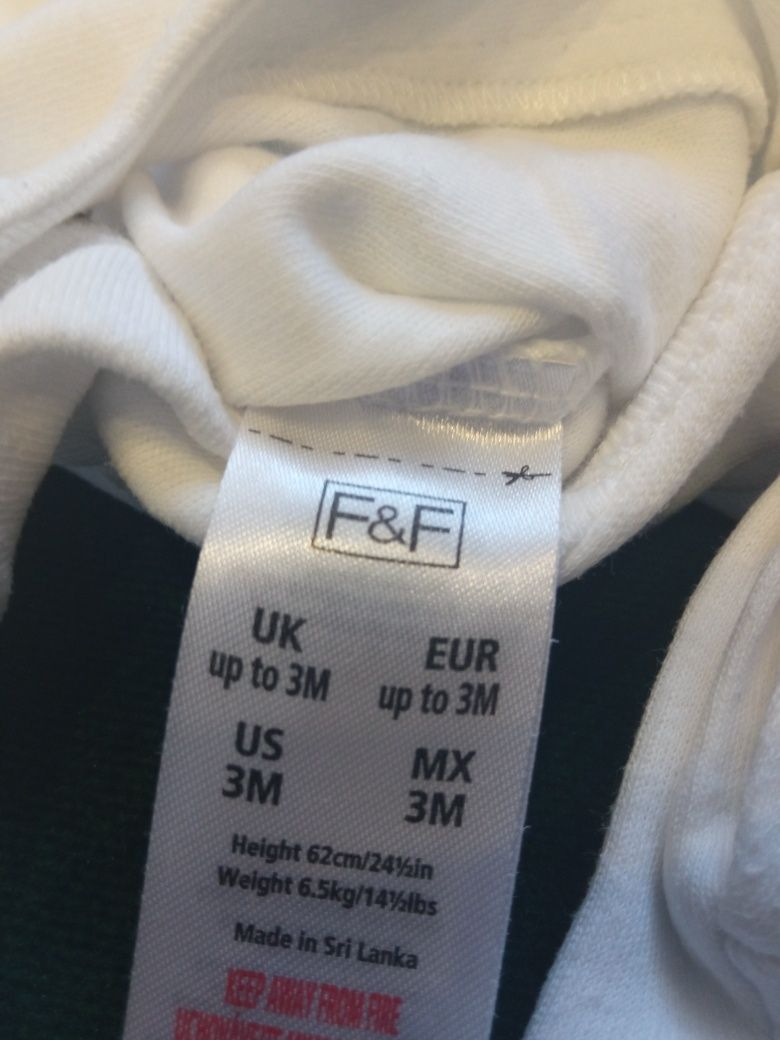 F&F
UK
up to 3M
EUR
up to 3M
US
3M
MX
3M
Height 62cm/24½in
Weight 6.5kg/14½lbs
Made in Sri Lanka
KEEP AWAY FROM FIRE